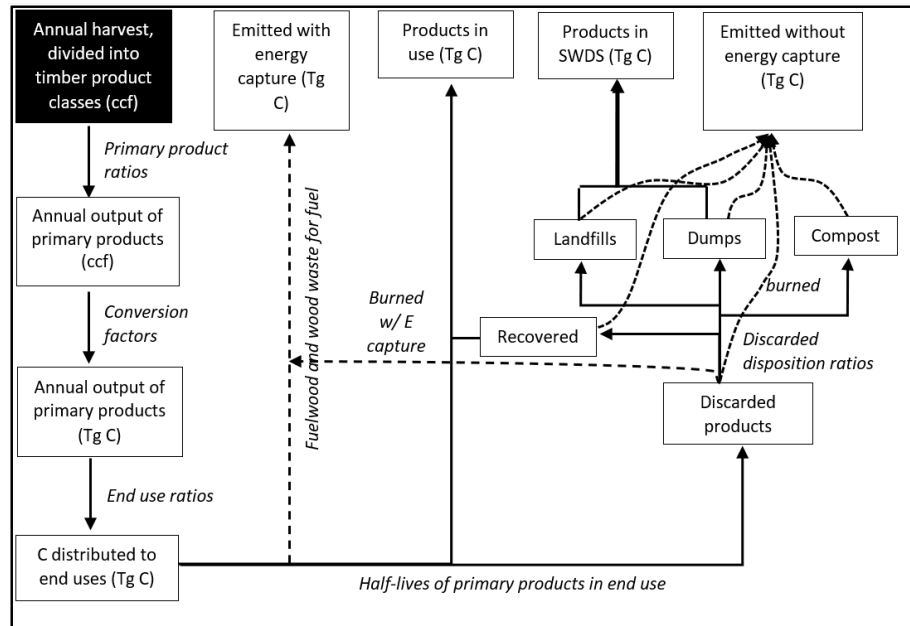 Annual harvest,
divided into
timber product
classes (ccf)
Emitted with
energy
capture (Tg
C)
Products in
use (Tg C)
Products in
SWDS (Tg C)
Emitted without
energy capture
(Tg C)
Primary product
ratios
Annual output of
primary products
(ccf)
Landfills
Dumps
Compost
Conversion
factors
Fuelwood and wood waste for fuel
Burned
w/ E
capture
Recovered
burned
Discarded
disposition ratios
Annual output of
primary products
(Tg C)
Discarded
products
End use ratios
C distributed to
end uses (Tg C)
Half-lives of primary products in end use